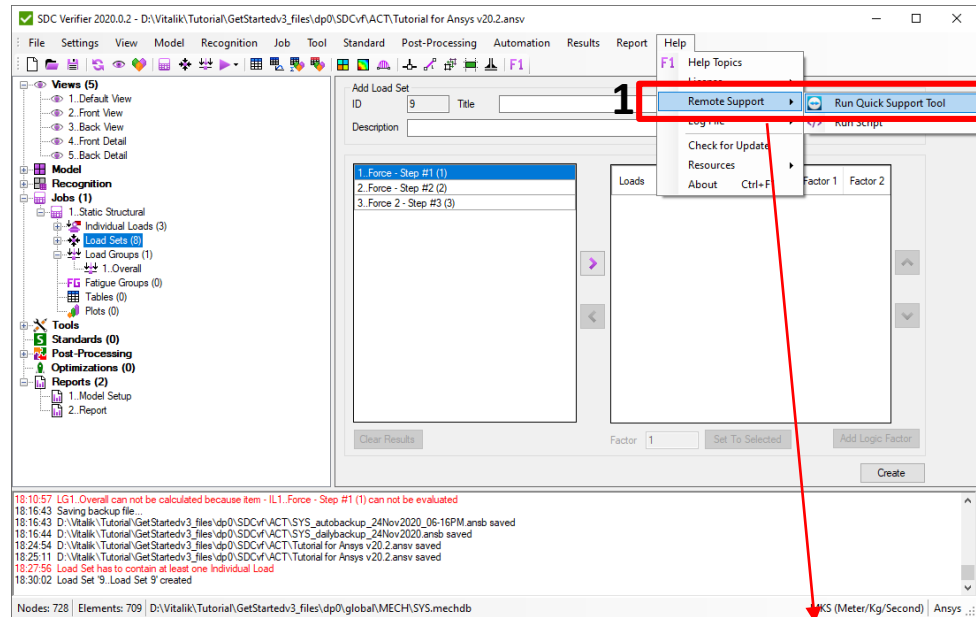 SDC Verifier 2020.0.2 - D:\Vitalik\Tutorial\GetStartedv3_files\dp0\SDCvf\ACT\Tutorial for Ansys v20.2.ansv
File Settings View Model Recognition Job Tool Standard Post-Processing Automation Results Report Help
F1
F1 Help Topics
Remote Support
Run Quick Support Tool
Log File
Run Script
Check for Update
Resources
About Ctrl+F
1
Views (5)
1..Default View
2..Front View
3..Back View
4..Front Detail
5..Back Detail
Model
Recognition
Jobs (1)
1..Static Structural
Individual Loads (3)
Load Sets (8)
Load Groups (1)
1..Overall
FG Fatigue Groups (0)
Tables (0)
Plots (0)
Tools
S Standards (0)
Post-Processing
Optimizations (0)
Reports (2)
1..Model Setup
2..Report
Add Load Set
ID 9 Title
Description
1..Force - Step #1 (1)
2..Force - Step #2 (2)
3..Force 2 - Step #3 (3)
Loads Factor 1 Factor 2
Clear Results
Factor 1 Set To Selected Add Logic Factor
Create
18:10:57 LG1..Overall can not be calculated because item - IL1..Force - Step #1 (1) can not be evaluated
18:16:43 Saving backup file...
18:16:43 D:\Vitalik\Tutorial\GetStartedv3_files\dp0\SDCvf\ACT\SYS_autobackup_24Nov2020_06-16PM.ansb saved
18:16:44 D:\Vitalik\Tutorial\GetStartedv3_files\dp0\SDCvf\ACT\SYS_dailybackup_24Nov2020.ansb saved
18:24:54 D:\Vitalik\Tutorial\GetStartedv3_files\dp0\SDCvf\ACT\Tutorial for Ansys v20.2.ansv saved
18:25:11 D:\Vitalik\Tutorial\GetStartedv3_files\dp0\SDCvf\ACT\Tutorial for Ansys v20.2.ansv saved
18:27:56 Load Set has to contain at least one Individual Load
18:30:02 Load Set '9..Load Set 9' created
Nodes: 728 Elements: 709 D:\Vitalik\Tutorial\GetStartedv3_files\dp0\global\MECH\SYS.mechdb MKS (Meter/Kg/Second) Ansys